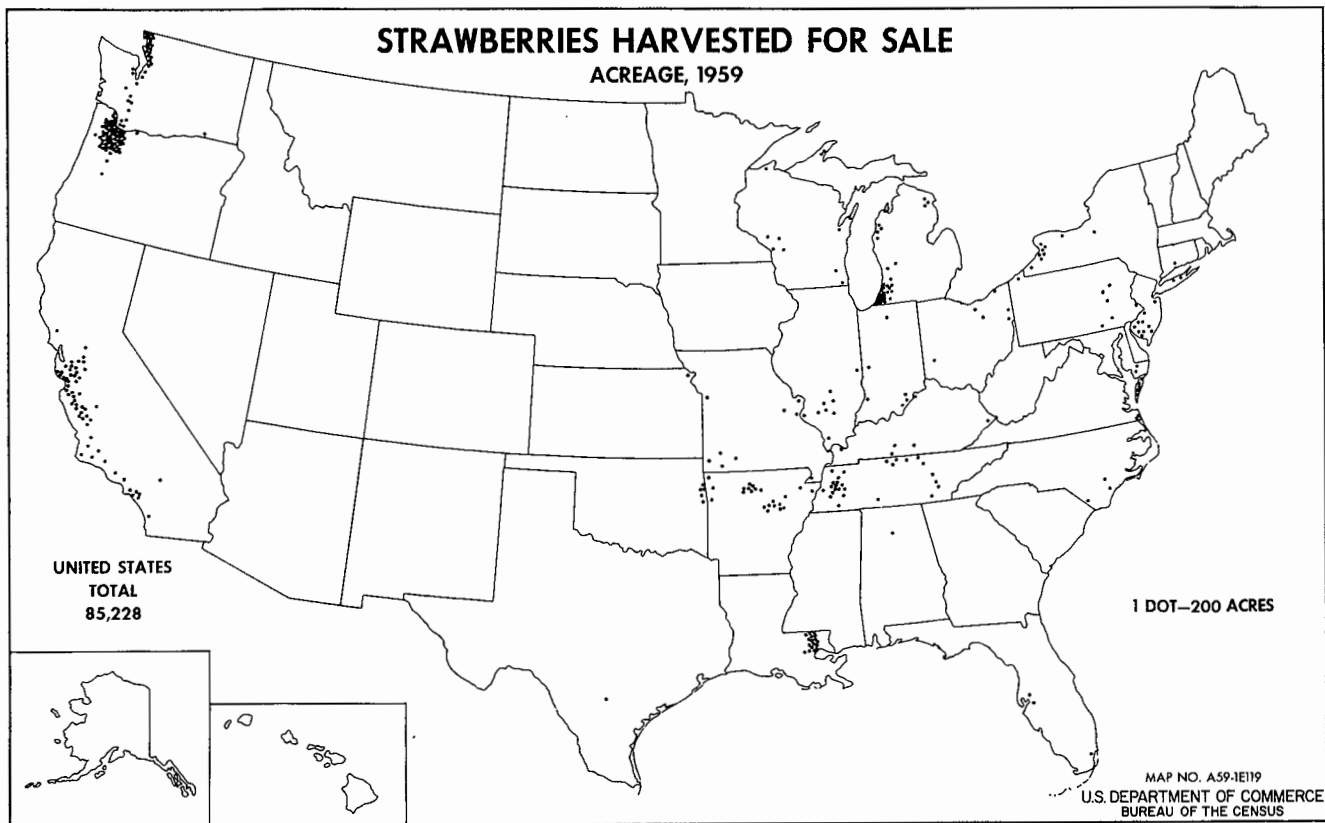 STRAWBERRIES HARVESTED FOR SALE
ACREAGE, 1959
UNITED STATES
TOTAL
85,228
1 DOT—200 ACRES
MAP NO. A59-1E119
U.S. DEPARTMENT OF COMMERCE
BUREAU OF THE CENSUS